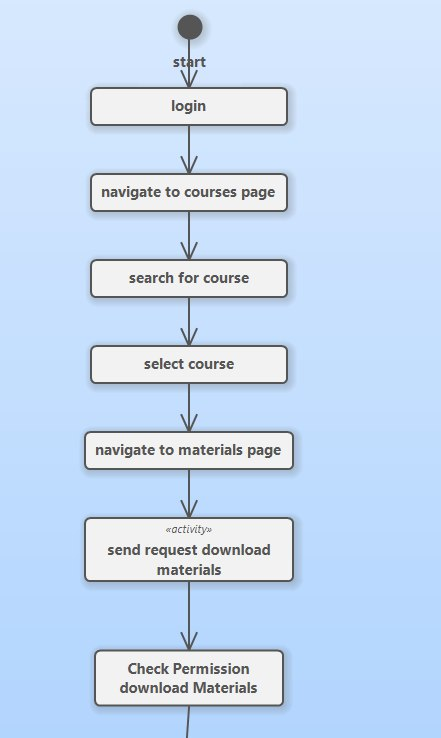 start
login
navigate to courses page
search for course
select course
navigate to materials page
«activity»
send request download
materials
Check Permission
download Materials